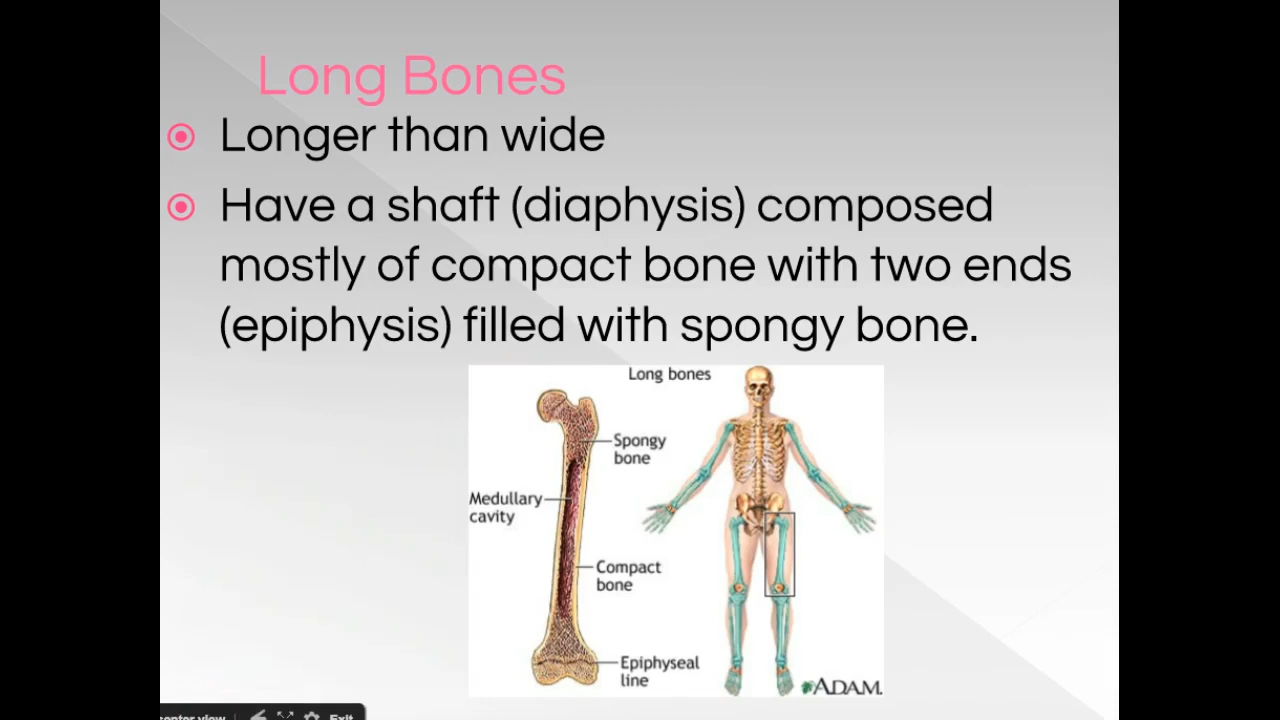 Long Bones
Longer than wide
Have a shaft (diaphysis) composed
mostly of compact bone with two ends
(epiphysis) filled with spongy bone.
Long bones
Spongy
bone
Medullary
cavity
Compact
bone
Epiphyseal
line
ADAM.
view Exit